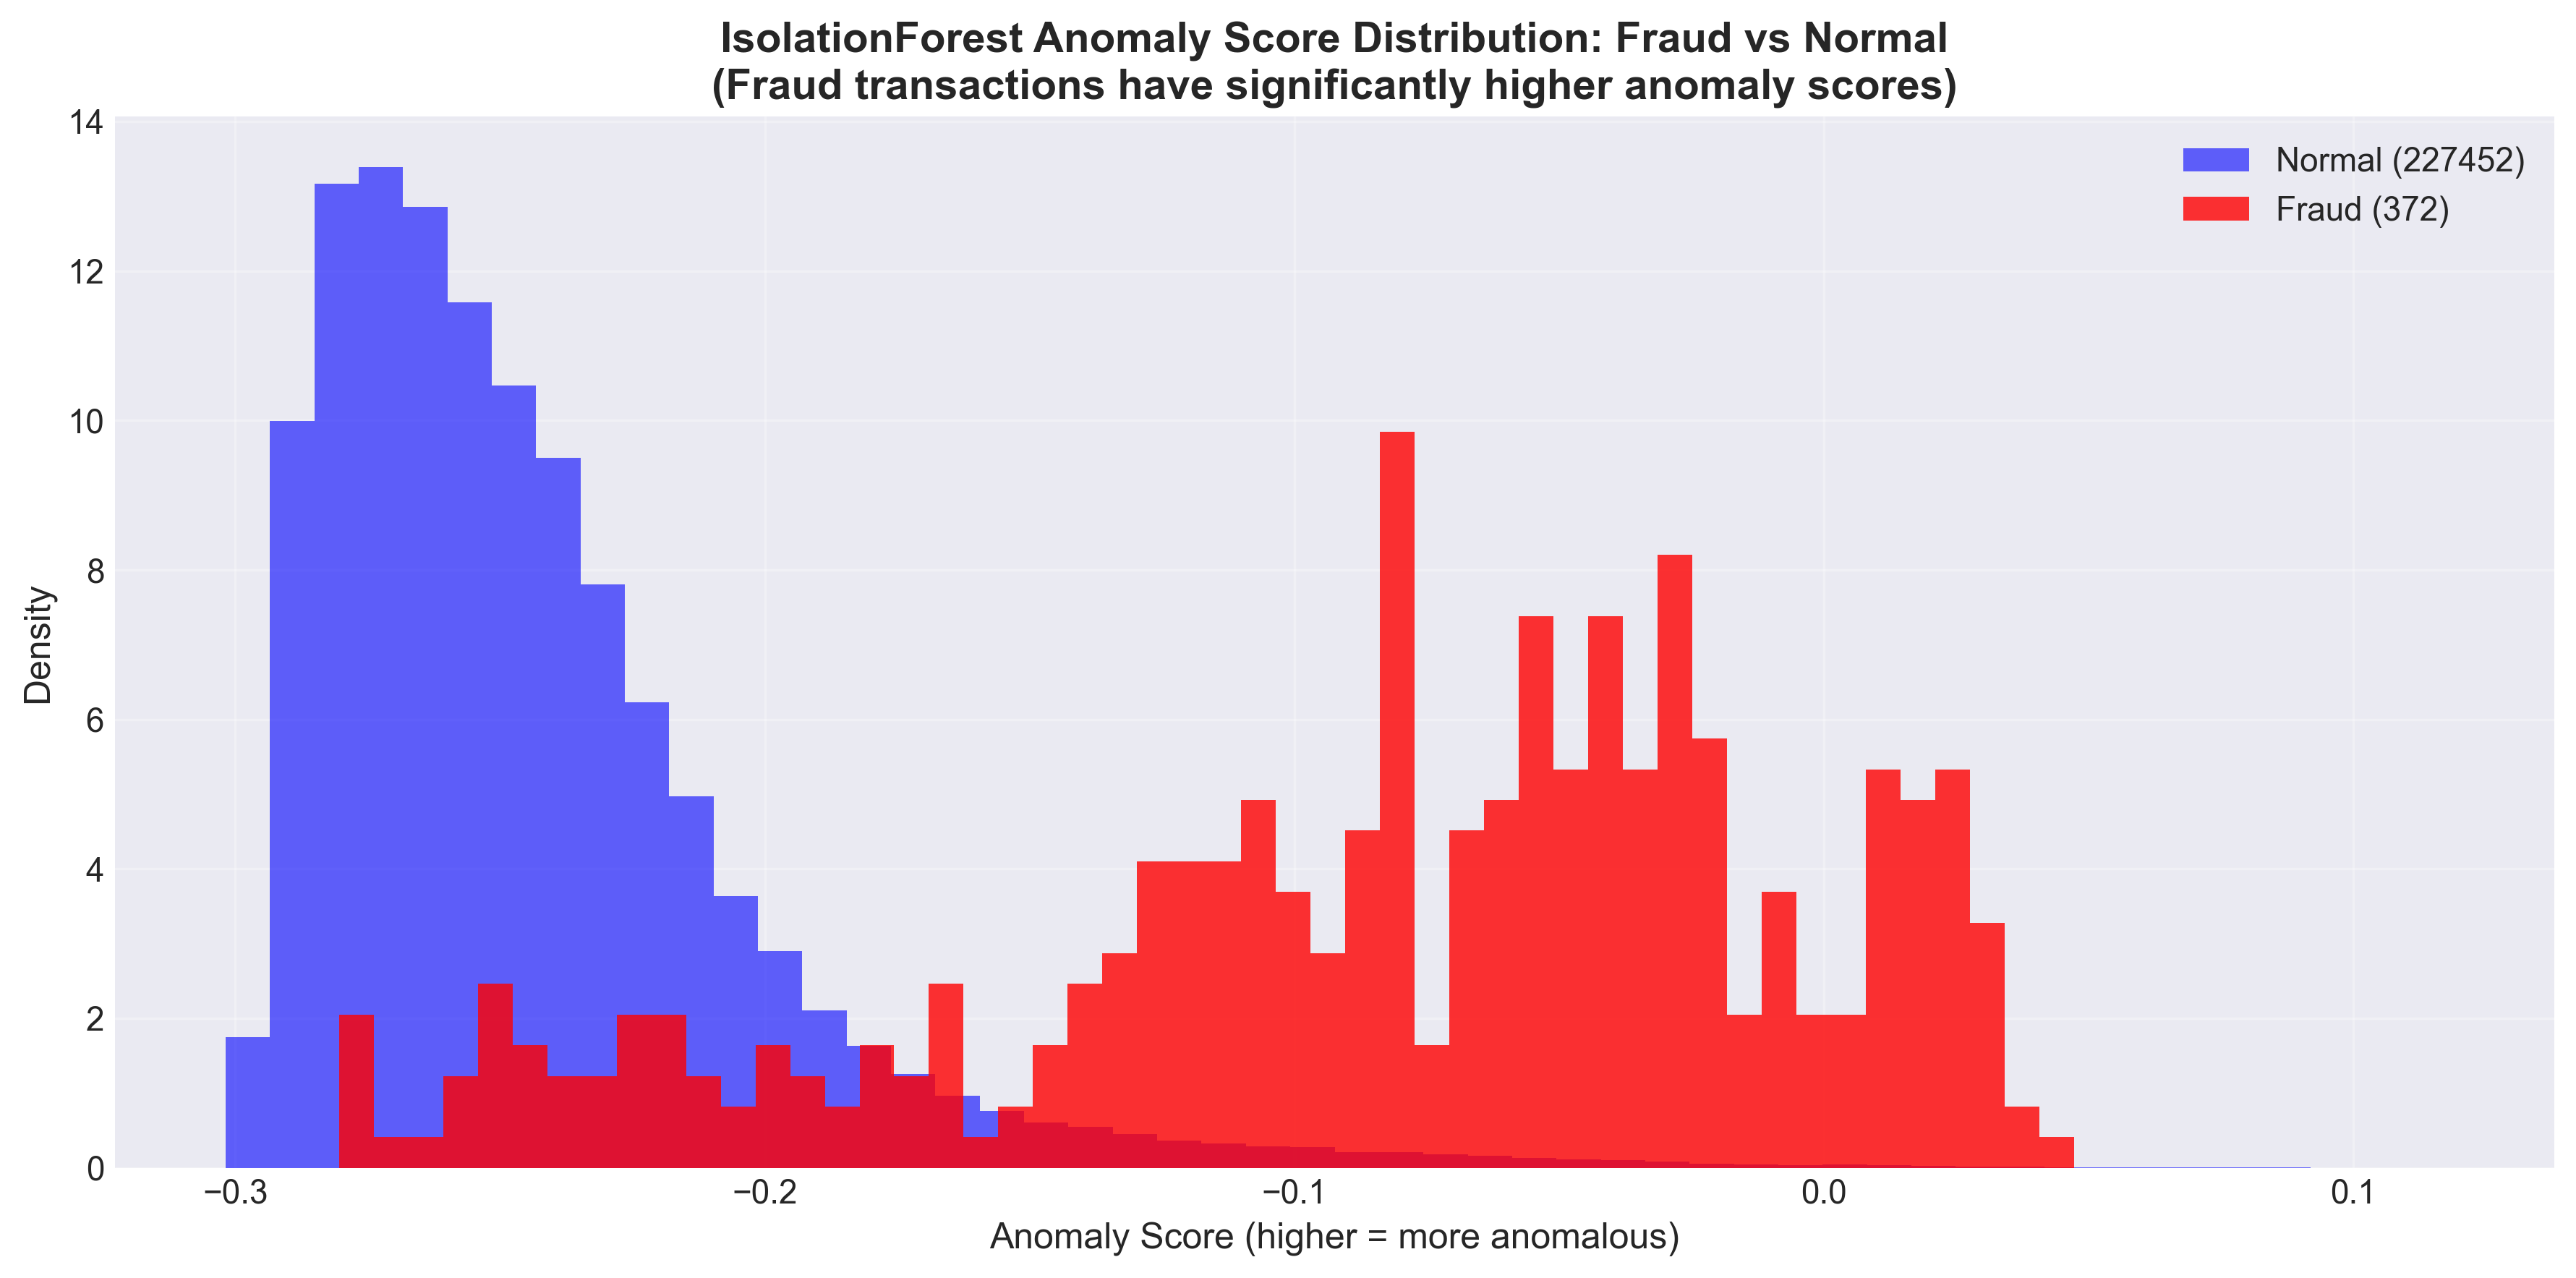 IsolationForest Anomaly Score Distribution: Fraud vs Normal
(Fraud transactions have significantly higher anomaly scores)
Normal (227452)
Fraud (372)
Density
14
12
10
8
6
4
2
0
−0.3
−0.2
−0.1
0.0
0.1
Anomaly Score (higher = more anomalous)